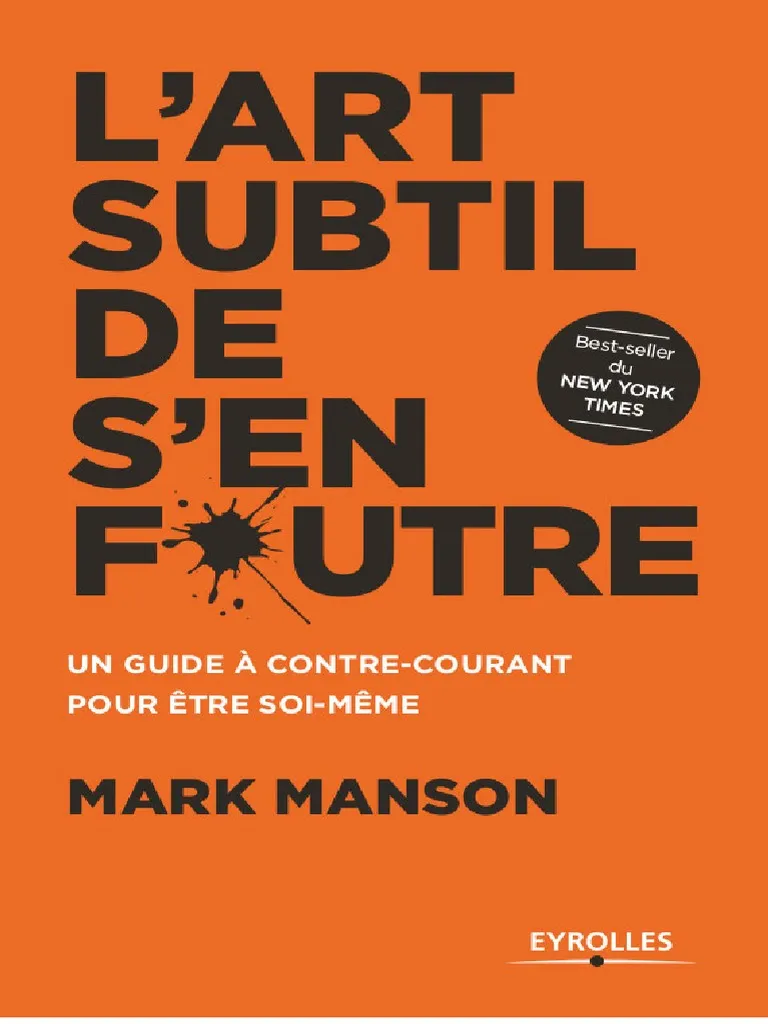 L'ART
SUBTIL
DE
S'EN
F*UTRE
Best-seller
du
NEW YORK
TIMES
UN GUIDE À CONTRE-COURANT
POUR ÊTRE SOI-MÊME
MARK MANSON
EYROLLES